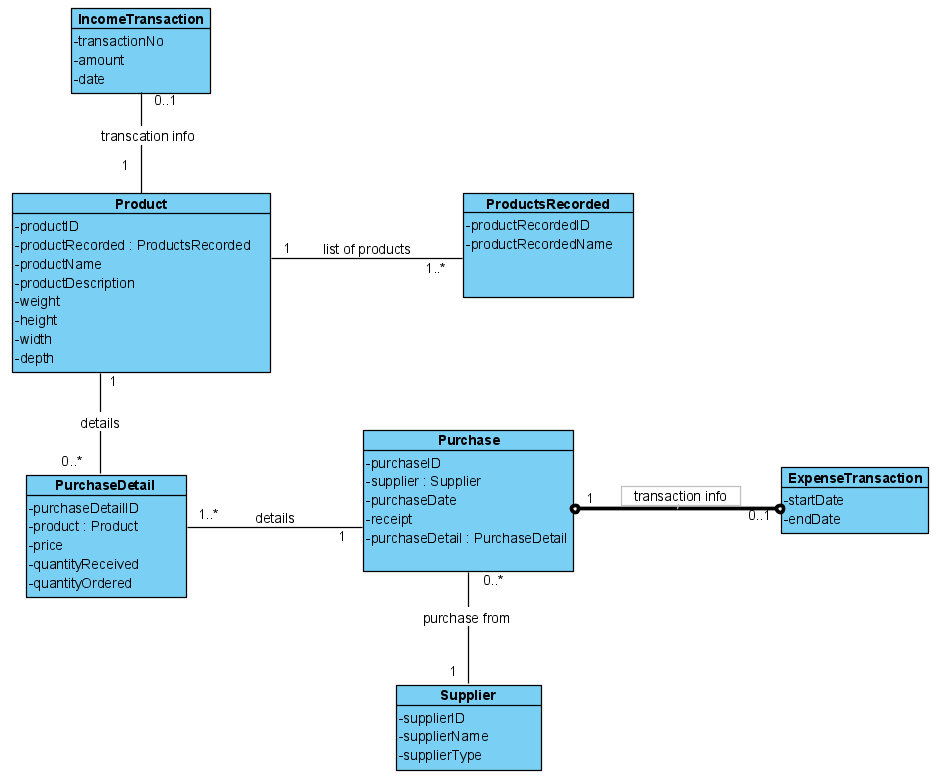 IncomeTransaction
-transactionNo
-amount
-date
0..1
transcation info
1
Product
-productID
-productRecorded : ProductsRecorded
-productName
-productDescription
-weight
-height
-width
-depth
1
list of products
1..*
ProductsRecorded
-productRecordedID
-productRecordedName
1
details
0..*
PurchaseDetail
-purchaseDetailID
-product : Product
-price
-quantityReceived
-quantityOrdered
1..*
details
1
Purchase
-purchaseID
-supplier : Supplier
-purchaseDate
-receipt
-purchaseDetail : PurchaseDetail
1
transaction info
0..1
ExpenseTransaction
-startDate
-endDate
0..*
purchase from
1
Supplier
-supplierID
-supplierName
-supplierType